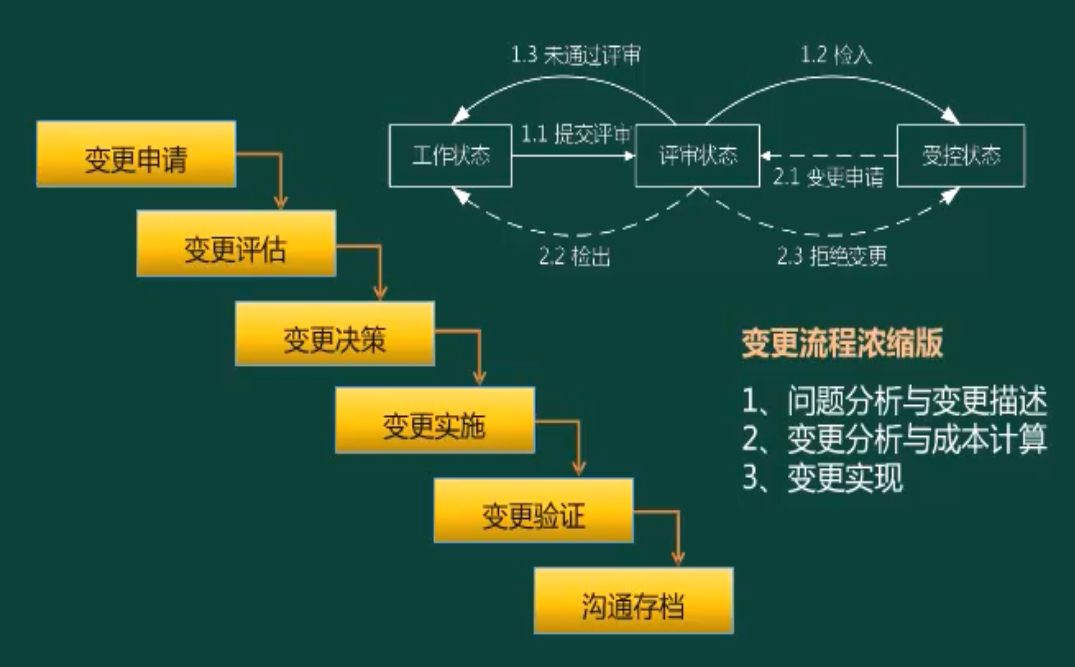 变更申请
变更评估
变更决策
变更实施
变更验证
沟通存档
1.3 未通过评审
1.2 检入
1.1 提交评审
工作状态
评审状态
受控状态
2.1 变更申请
2.2 检出
2.3 拒绝变更
变更流程浓缩版
1、问题分析与变更描述
2、变更分析与成本计算
3、变更实现